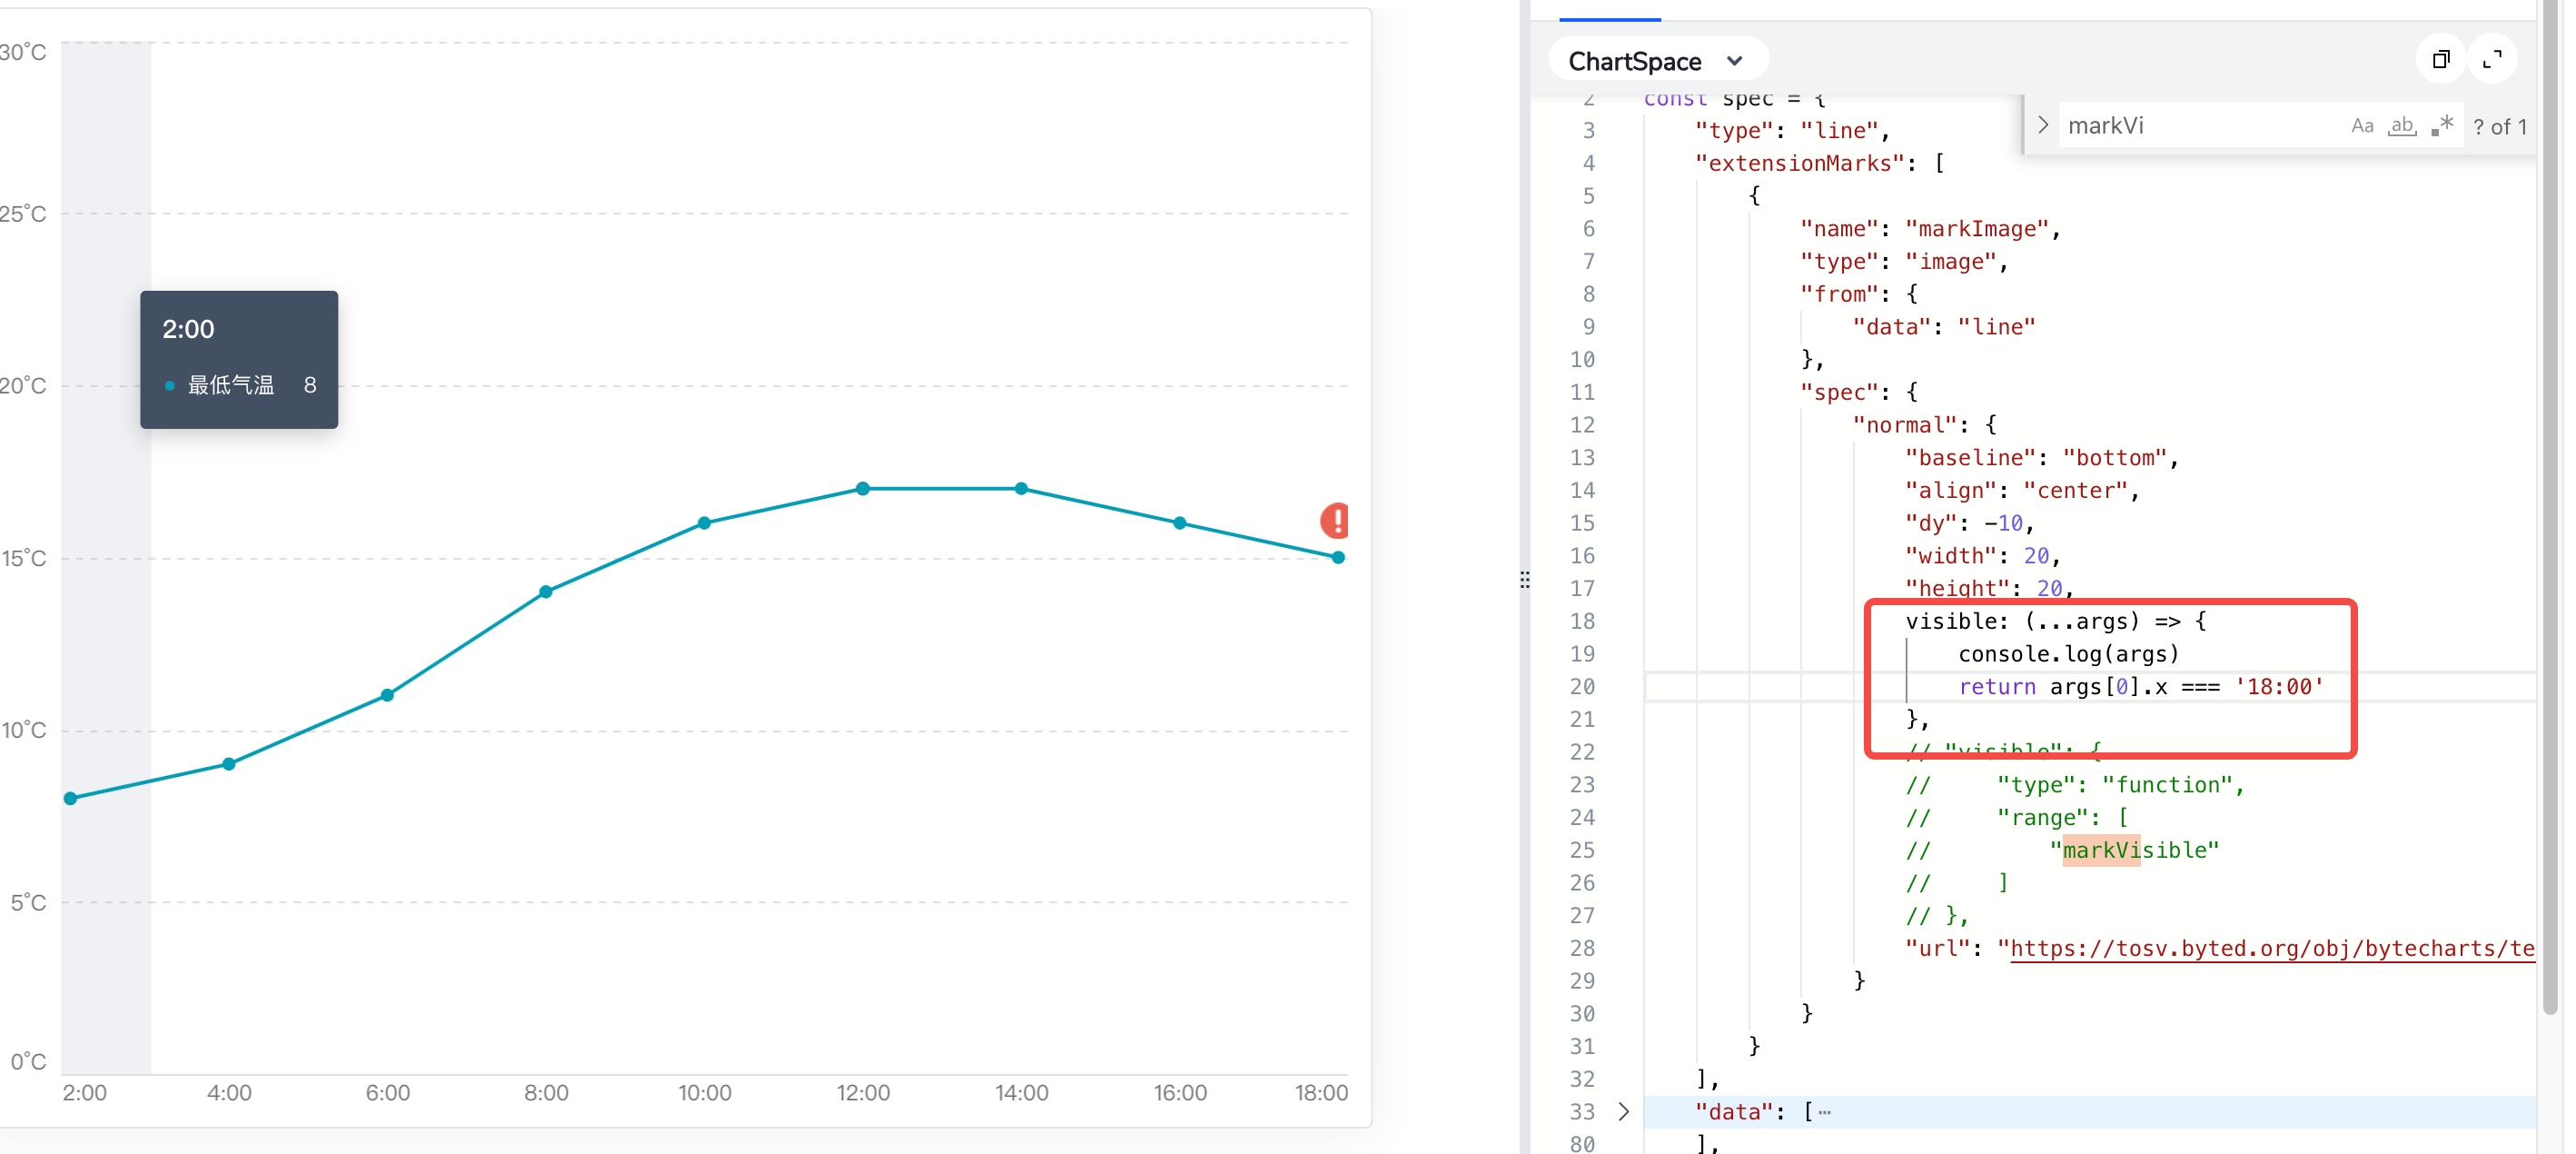 30°C
25°C
20°C
15°C
10°C
5°C
0°C
2:00
最低气温 8
2:00 4:00 6:00 8:00 10:00 12:00 14:00 16:00 18:00
ChartSpace
markVi Aa ab .* ? of 1
2 const spec = {
3 "type": "line",
4 "extensionMarks": [
5 {
6 "name": "markImage",
7 "type": "image",
8 "from": {
9 "data": "line"
10 },
11 "spec": {
12 "normal": {
13 "baseline": "bottom",
14 "align": "center",
15 "dy": -10,
16 "width": 20,
17 "height": 20,
18 visible: (...args) => {
19 console.log(args)
20 return args[0].x === '18:00'
21 },
22 // "visible": {
23 // "type": "function",
24 // "range": [
25 // "markVisible"
26 // ]
27 // },
28 "url": "https://tosv.byted.org/obj/bytecharts/te
29 }
30 }
31 }
32 ],
33 "data": […
80 ],